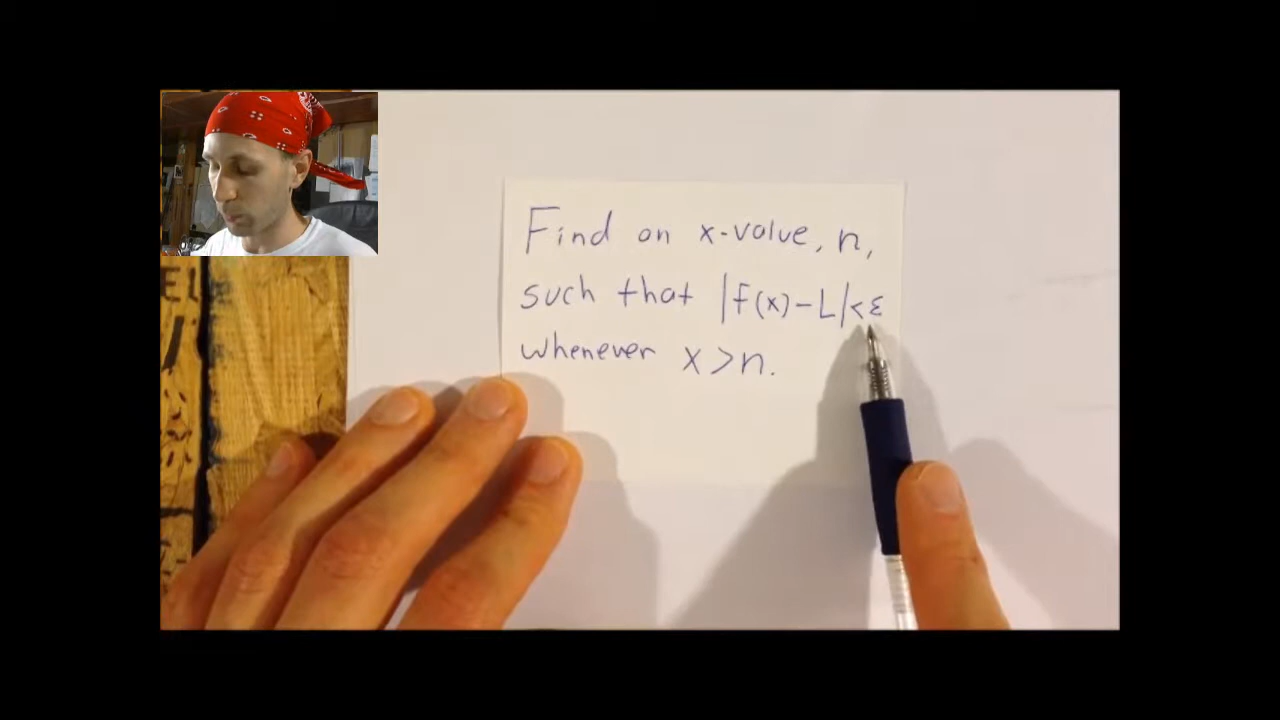 Find an x-value, n,
such that |f(x)-L|<ε
whenever x>n.